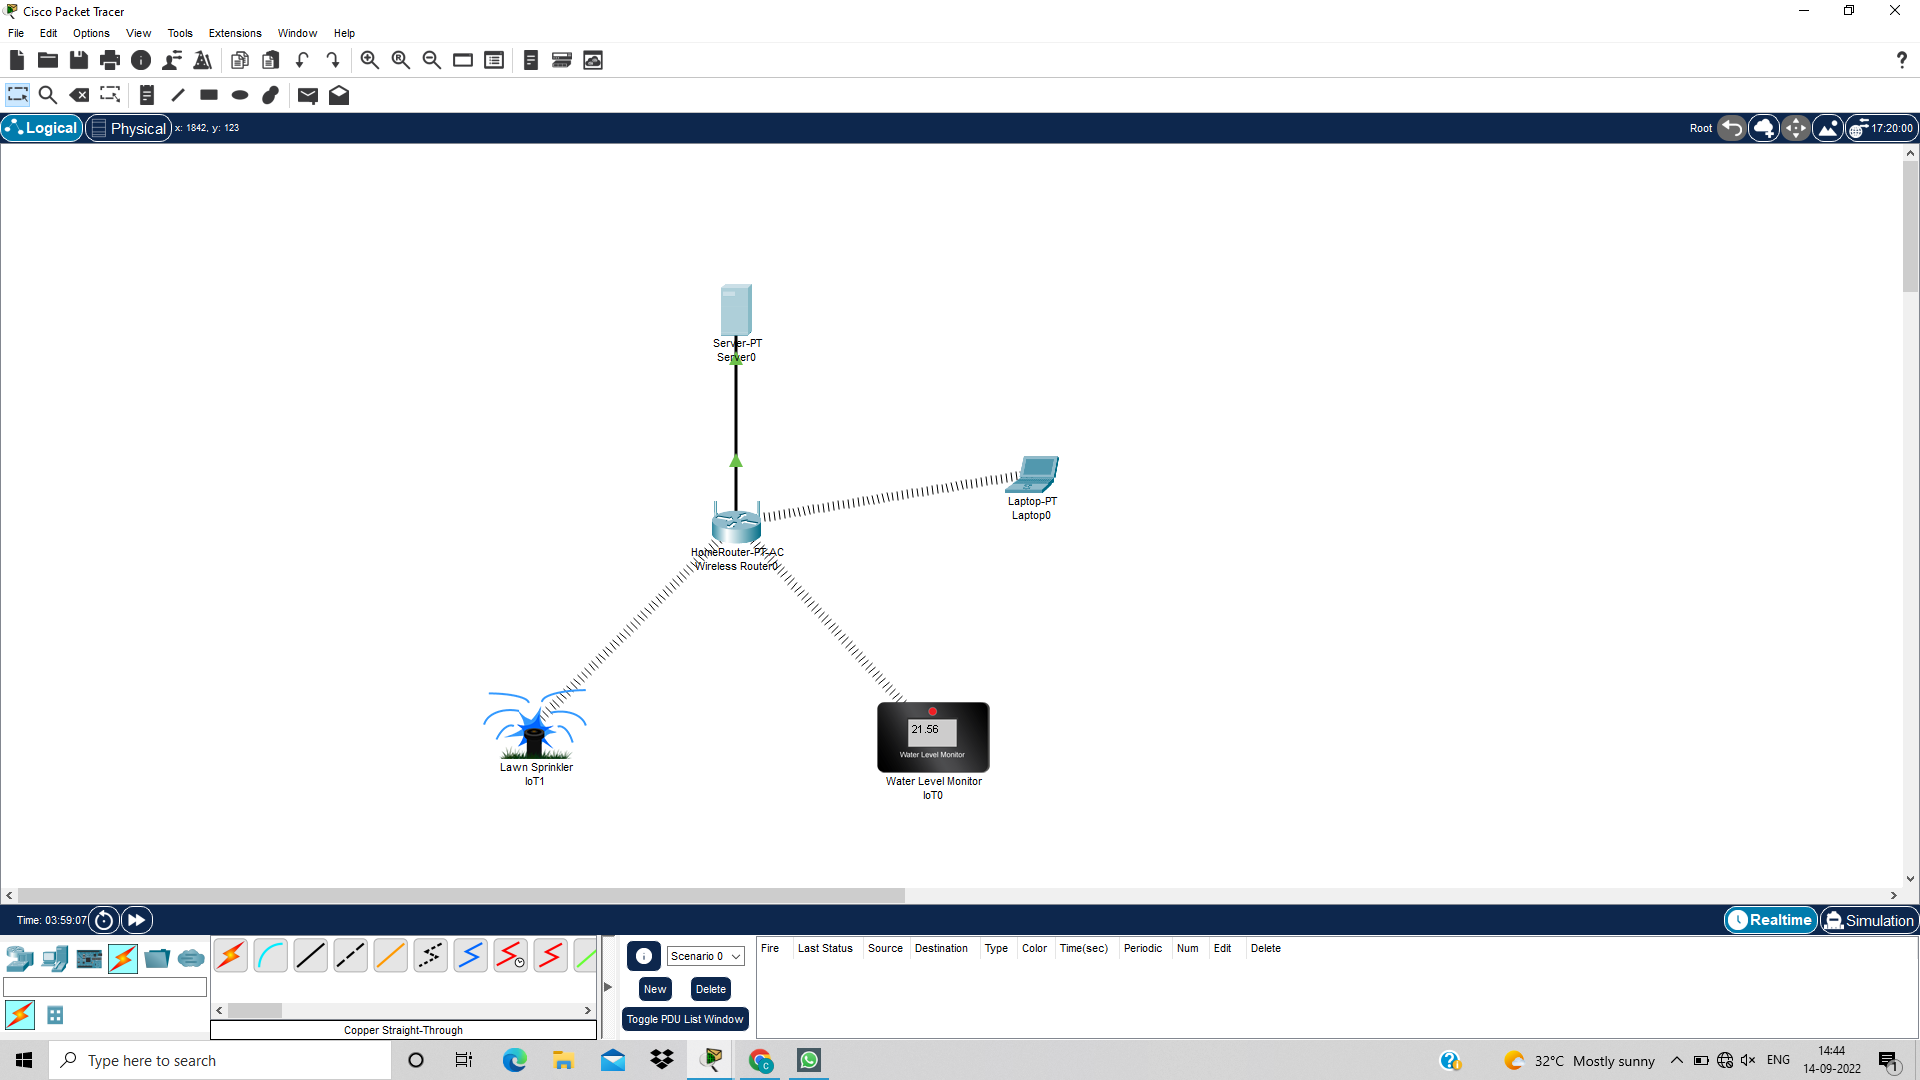 Cisco Packet Tracer
File Edit Options View Tools Extensions Window Help
Logical Physical x: 1842, y: 123 Root 17:20:00
Server-PT
Server0
Laptop-PT
Laptop0
HomeRouter-PT-AC
Wireless Router0
21.56
Water Level Monitor
Lawn Sprinkler
IoT1
Water Level Monitor
IoT0
Time: 03:59:07 Realtime Simulation
Scenario 0
New Delete
Toggle PDU List Window
Fire Last Status Source Destination Type Color Time(sec) Periodic Num Edit Delete
Copper Straight-Through
Type here to search
32°C Mostly sunny ENG
14:44
14-09-2022
1